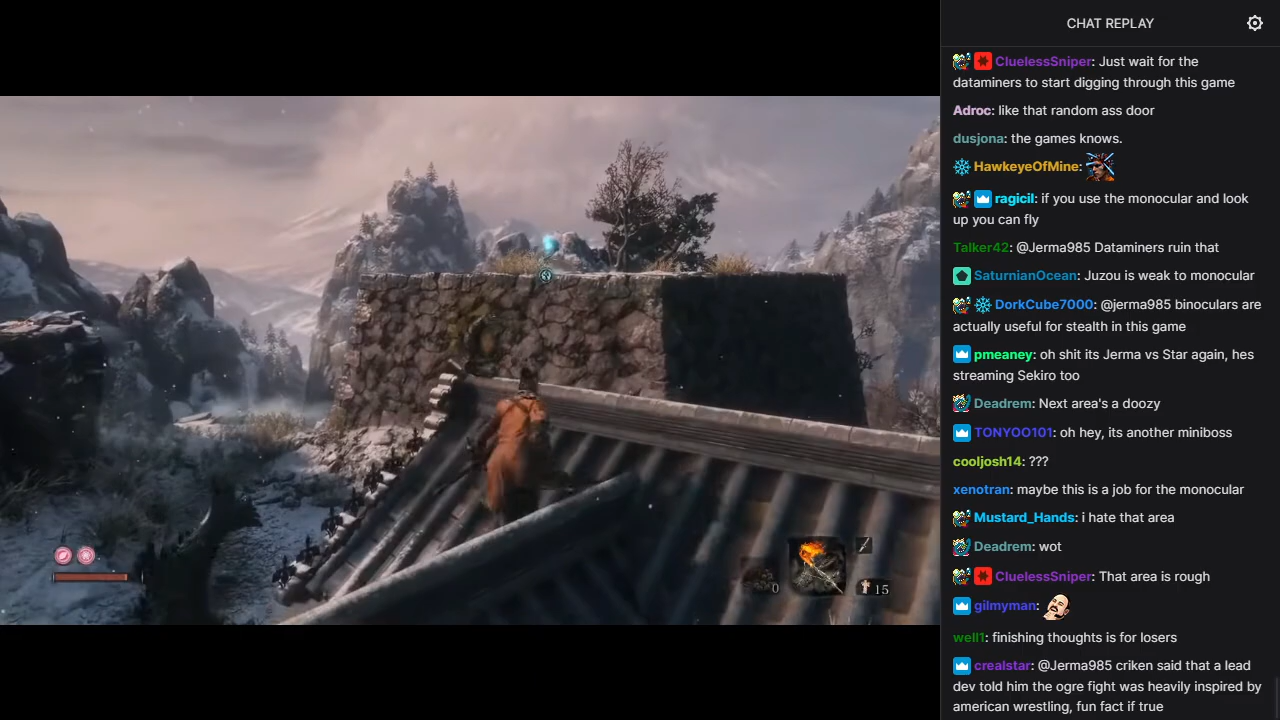 CHAT REPLAY
CluelessSniper: Just wait for the
dataminers to start digging through this game
Adroc: like that random ass door
dusjona: the games knows.
HawkeyeOfMine:
ragicil: if you use the monocular and look
up you can fly
Talker42: @Jerma985 Dataminers ruin that
SaturnianOcean: Juzou is weak to monocular
DorkCube7000: @jerma985 binoculars are
actually useful for stealth in this game
pmeaney: oh shit its Jerma vs Star again, hes
streaming Sekiro too
Deadrem: Next area's a doozy
TONYOO101: oh hey, its another miniboss
cooljosh14: ???
xenotran: maybe this is a job for the monocular
Mustard_Hands: i hate that area
Deadrem: wot
CluelessSniper: That area is rough
gilmyman:
well1: finishing thoughts is for losers
crealstar: @Jerma985 criken said that a lead
dev told him the ogre fight was heavily inspired by
american wrestling, fun fact if true
0
15